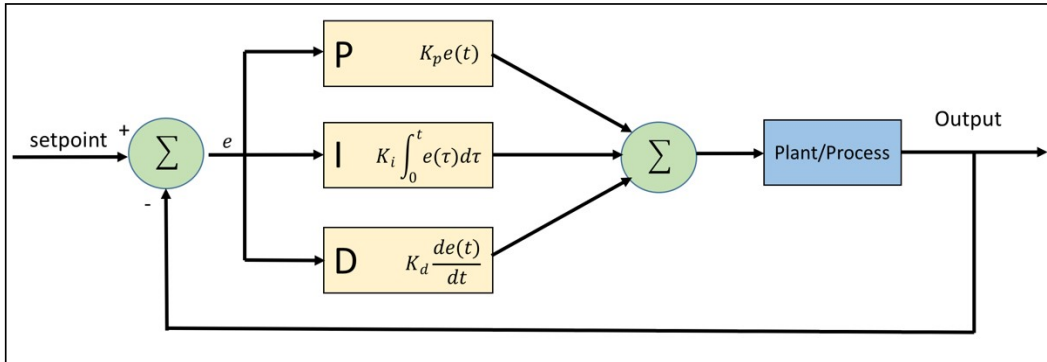 setpoint
+
-
∑
e
P K_p e(t)
I K_i ∫_0^t e(τ)dτ
D K_d de(t)/dt
∑
Plant/Process
Output